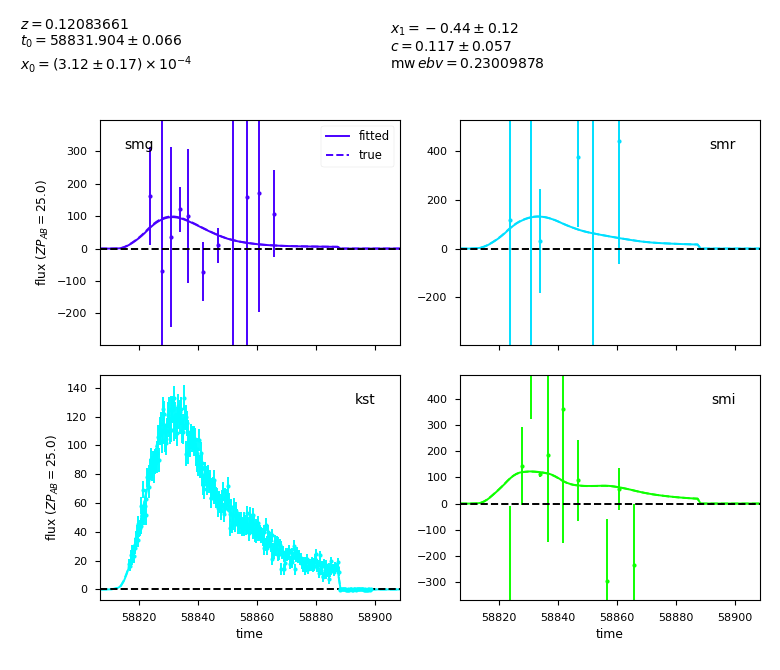 z = 0.12083661
t₀ = 58831.904 ± 0.066
x₀ = (3.12 ± 0.17) × 10⁻⁴
x₁ = −0.44 ± 0.12
c = 0.117 ± 0.057
mw ebv = 0.23009878
smg
fitted
true
300
200
100
0
−100
−200
flux (ZP_AB = 25.0)
smr
400
200
0
−200
kst
140
120
100
80
60
40
20
0
flux (ZP_AB = 25.0)
58820 58840 58860 58880 58900
time
smi
400
300
200
100
0
−100
−200
−300
58820 58840 58860 58880 58900
time